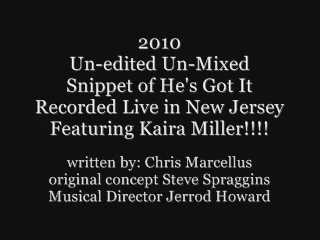 2010
Un-edited Un-Mixed
Snippet of He's Got It
Recorded Live in New Jersey
Featuring Kaira Miller!!!!
written by: Chris Marcellus
original concept Steve Spraggins
Musical Director Jerrod Howard